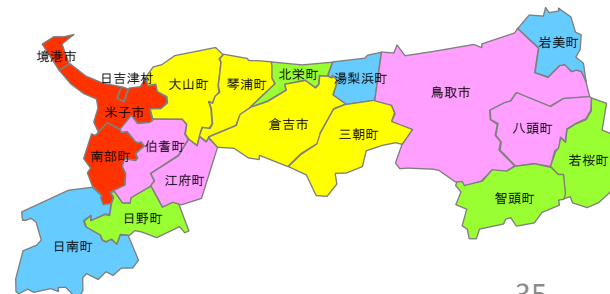 境港市
日吉津村
米子市
大山町
琴浦町
北栄町
湯梨浜町
岩美町
鳥取市
倉吉市
三朝町
八頭町
若桜町
智頭町
南部町
伯耆町
江府町
日野町
日南町
35